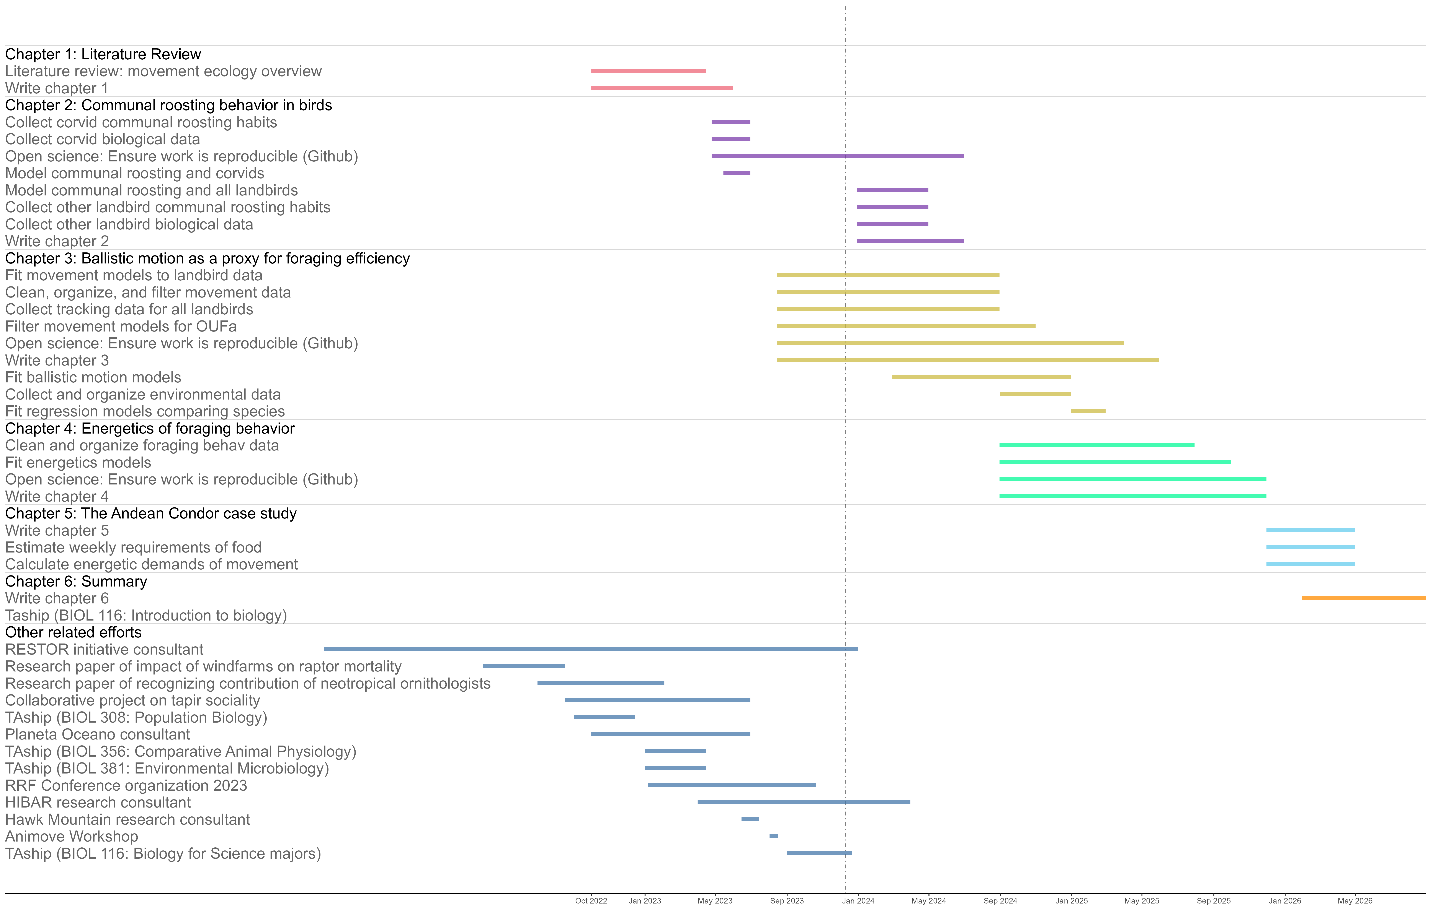 Chapter 1: Literature Review
Literature review: movement ecology overview
Write chapter 1
Chapter 2: Communal roosting behavior in birds
Collect corvid communal roosting habits
Collect corvid biological data
Open science: Ensure work is reproducible (Github)
Model communal roosting and corvids
Model communal roosting and all landbirds
Collect other landbird communal roosting habits
Collect other landbird biological data
Write chapter 2
Chapter 3: Ballistic motion as a proxy for foraging efficiency
Fit movement models to landbird data
Clean, organize, and filter movement data
Collect tracking data for all landbirds
Filter movement models for OUFa
Open science: Ensure work is reproducible (Github)
Write chapter 3
Fit ballistic motion models
Collect and organize environmental data
Fit regression models comparing species
Chapter 4: Energetics of foraging behavior
Clean and organize foraging behav data
Fit energetics models
Open science: Ensure work is reproducible (Github)
Write chapter 4
Chapter 5: The Andean Condor case study
Write chapter 5
Estimate weekly requirements of food
Calculate energetic demands of movement
Chapter 6: Summary
Write chapter 6
Taship (BIOL 116: Introduction to biology)
Other related efforts
RESTOR initiative consultant
Research paper of impact of windfarms on raptor mortality
Research paper of recognizing contribution of neotropical ornithologists
Collaborative project on tapir sociality
TAship (BIOL 308: Population Biology)
Planeta Oceano consultant
TAship (BIOL 356: Comparative Animal Physiology)
TAship (BIOL 381: Environmental Microbiology)
RRF Conference organization 2023
HIBAR research consultant
Hawk Mountain research consultant
Animove Workshop
TAship (BIOL 116: Biology for Science majors)
Oct 2022 Jan 2023 May 2023 Sep 2023 Jan 2024 May 2024 Sep 2024 Jan 2025 May 2025 Sep 2025 Jan 2026 May 2026